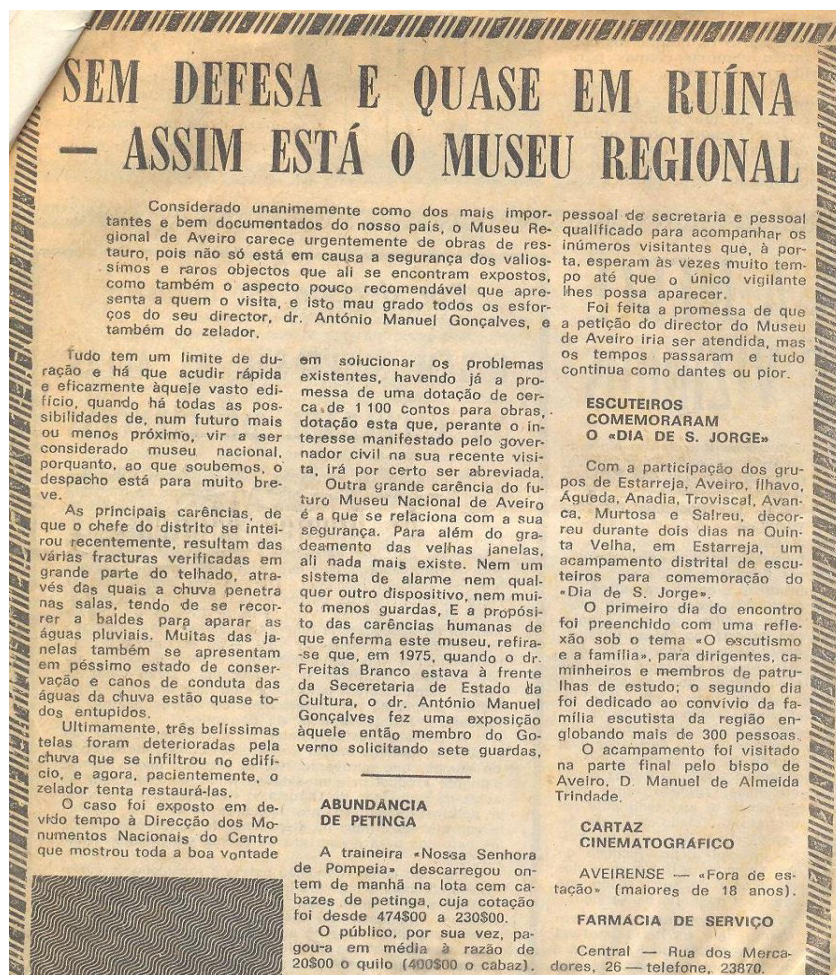 SEM DEFESA E QUASE EM RUÍNA
— ASSIM ESTÁ O MUSEU REGIONAL
Considerado unanimemente como dos mais impor-
tantes e bem documentados do nosso país, o Museu Re-
gional de Aveiro carece urgentemente de obras de res-
tauro, pois não só está em causa a segurança dos valios-
símos e raros objectos que ali se encontram expostos,
como também o aspecto pouco recomendável que apre-
senta a quem o visita, e isto mau grado todos os esfor-
ços do seu director, dr. António Manuel Gonçalves, e
também do zelador.
Tudo tem um limite de du-
ração e há que acudir rápida
e eficazmente àquele vasto edi-
fício, quando há todas as pos-
sibilidades de, num futuro mais
ou menos próximo, vir a ser
considerado museu nacional,
porquanto, ao que soubemos, o
despacho está para muito bre-
ve.
As principais carências, de
que o chefe do distrito se intei-
rou recentemente, resultam das
várias fracturas verificadas em
grande parte do telhado, atra-
vés das quais a chuva penetra
nas salas, tendo de se recor-
rer a baldes para aparar as
águas pluviais. Muitas das ja-
nelas também se apresentam
em péssimo estado de conser-
vação e canos de conduta das
águas da chuva estão quase to-
dos entupidos.
Ultimamente, três belíssimas
telas foram deterioradas pela
chuva que se infiltrou no edifí-
cio, e agora, pacientemente, o
zelador tenta restaurá-las.
O caso foi exposto em de-
vido tempo à Direcção dos Mo-
numentos Nacionais do Centro
que mostrou toda a boa vontade
em solucionar os problemas
existentes, havendo já a pro-
messa de uma dotação de cer-
ca de 1 100 contos para obras,
dotação esta que, perante o in-
teresse manifestado pelo gover-
nador civil na sua recente visi-
ta, irá por certo ser abreviada.
Outra grande carência do fu-
turo Museu Nacional de Aveiro
é a que se relaciona com a sua
segurança. Para além do gra-
deamento das velhas janelas,
ali nada mais existe. Nem um
sistema de alarme nem qual-
quer outro dispositivo, nem mui-
to menos guardas, E a propósi-
to das carências humanas de
que enferma este museu, refira-
-se que, em 1975, quando o dr.
Freitas Branco estava à frente
da Seceretaria de Estado da
Cultura, o dr. António Manuel
Gonçalves fez uma exposição
àquele então membro do Go-
verno solicitando sete guardas,
pessoal de secretaria e pessoal
qualificado para acompanhar os
inúmeros visitantes que, à por-
ta, esperam às vezes muito tem-
po até que o único vigilante
lhes possa aparecer.
Foi feita a promessa de que
a petição do director do Museu
de Aveiro iria ser atendida, mas
os tempos passaram e tudo
continua como dantes ou pior.
ABUNDÂNCIA
DE PETINGA
A traineira «Nossa Senhora
de Pompeia» descarregou on-
tem de manhã na lota cem ca-
bazes de petinga, cuja cotação
foi desde 474$00 a 230$00.
O público, por sua vez, pa-
gou-a em média à razão de
20$00 o quilo (400$00 o cabaz).
ESCUTEIROS
COMEMORARAM
O «DIA DE S. JORGE»
Com a participação dos gru-
pos de Estarreja, Aveiro, Ílhavo,
Águeda, Anadia, Troviscal, Avan-
ca, Murtosa e Salreu, decor-
reu durante dois dias na Quin-
ta Velha, em Estarreja, um
acampamento distrital de escu-
teiros para comemoração do
«Dia de S. Jorge».
O primeiro dia do encontro
foi preenchido com uma refle-
xão sob o tema «O escutismo
e a família», para dirigentes, ca-
minheiros e membros de patru-
lhas de estudo; o segundo dia
foi dedicado ao convívio da fa-
mília escutista da região en-
globando mais de 300 pessoas.
O acampamento foi visitado
na parte final pelo bispo de
Aveiro, D. Manuel de Almeida
Trindade.
CARTAZ
CINEMATOGRÁFICO
AVEIRENSE — «Fora de es-
tação» (maiores de 18 anos).
FARMÁCIA DE SERVIÇO
Central — Rua dos Merca-
dores, 26 — telefone, 23870.